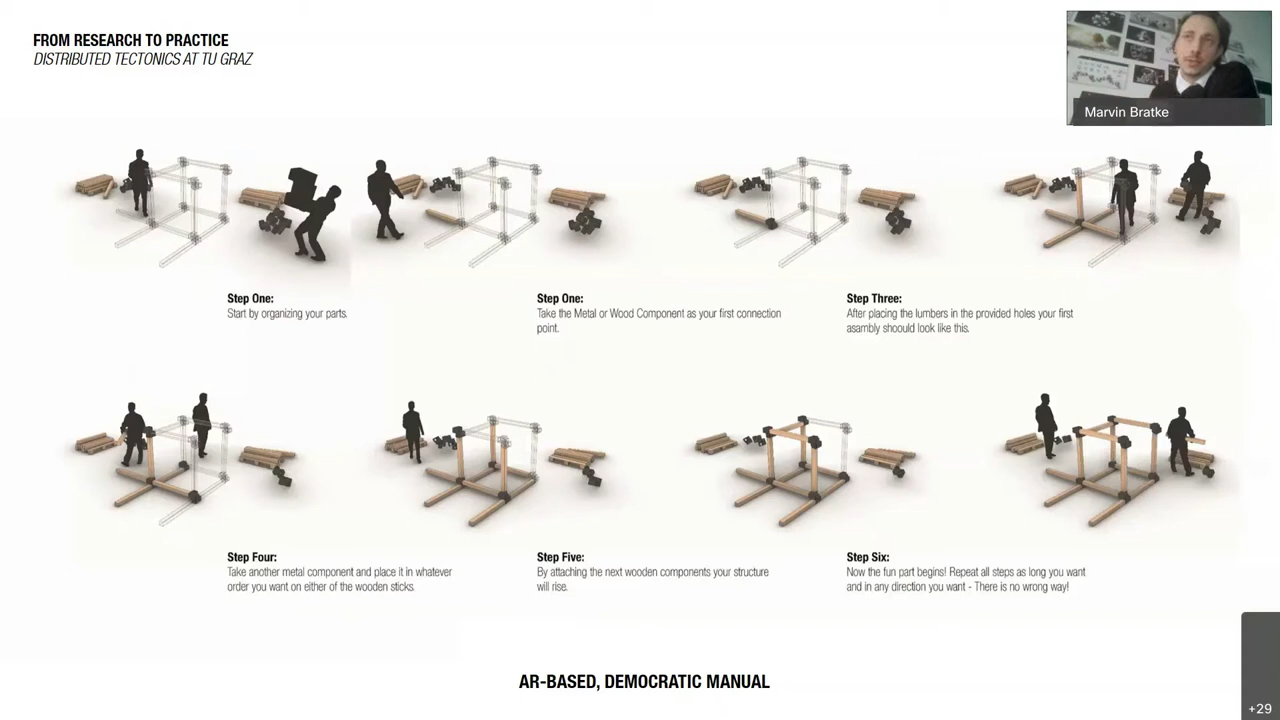 FROM RESEARCH TO PRACTICE
DISTRIBUTED TECTONICS AT TU GRAZ
Marvin Bratke
Step One:
Start by organizing your parts.
Step One:
Take the Metal or Wood Component as your first connection
point.
Step Three:
After placing the lumbers in the provided holes your first
asambly shoould look like this.
Step Four:
Take another metal component and place it in whatever
order you want on either of the wooden sticks.
Step Five:
By attaching the next wooden components your structure
will rise.
Step Six:
Now the fun part begins! Repeat all steps as long you want
and in any direction you want - There is no wrong way!
AR-BASED, DEMOCRATIC MANUAL
+29